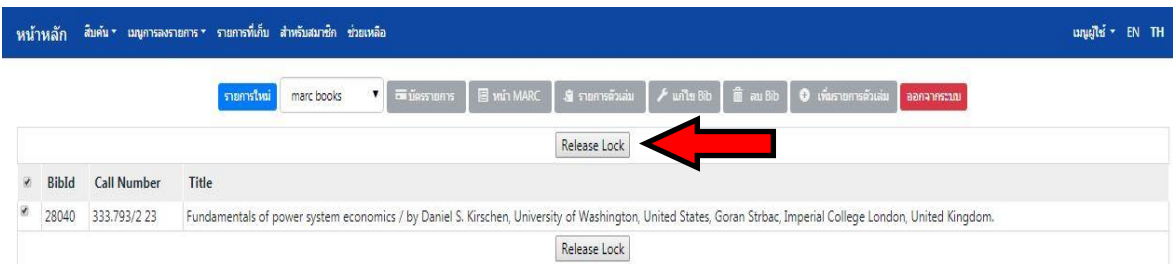 หน้าหลัก สืบค้น เมนูการลงรายการ รายการที่เก็บ สำหรับสมาชิก ช่วยเหลือ เมนูผู้ใช้ EN TH
รายการใหม่ marc books บัตรรายการ หน้า MARC รายการตัวเล่ม แก้ไข Bib ลบ Bib เพิ่มรายการตัวเล่ม ออกจากระบบ
Release Lock
BibId Call Number Title
28040 333.793/2 23 Fundamentals of power system economics / by Daniel S. Kirschen, University of Washington, United States, Goran Strbac, Imperial College London, United Kingdom.
Release Lock